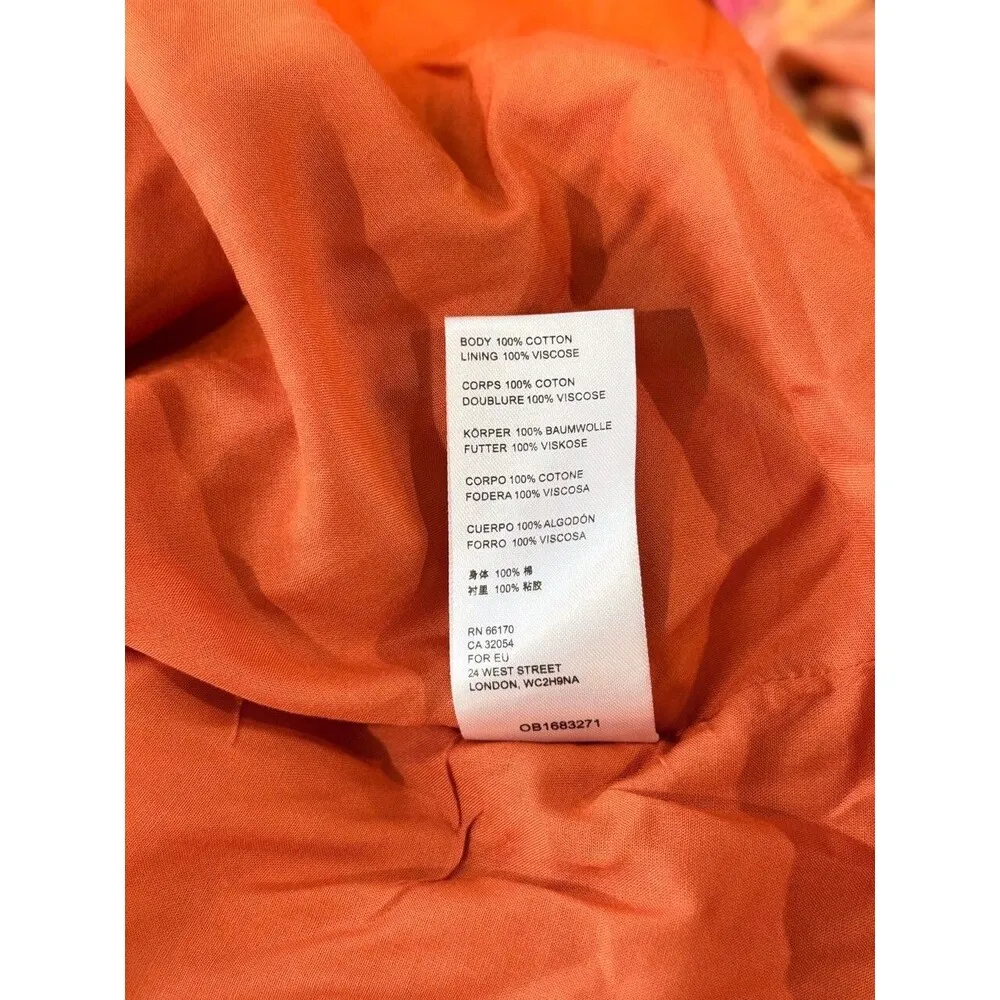 BODY 100% COTTON
LINING 100% VISCOSE
CORPS 100% COTON
DOUBLURE 100% VISCOSE
KÖRPER 100% BAUMWOLLE
FUTTER 100% VISKOSE
CORPO 100% COTONE
FODERA 100% VISCOSA
CUERPO 100% ALGODÓN
FORRO 100% VISCOSA
身体 100% 棉
衬里 100% 粘胶
RN 66170
CA 32054
FOR EU
24 WEST STREET
LONDON, WC2H9NA
OB1683271